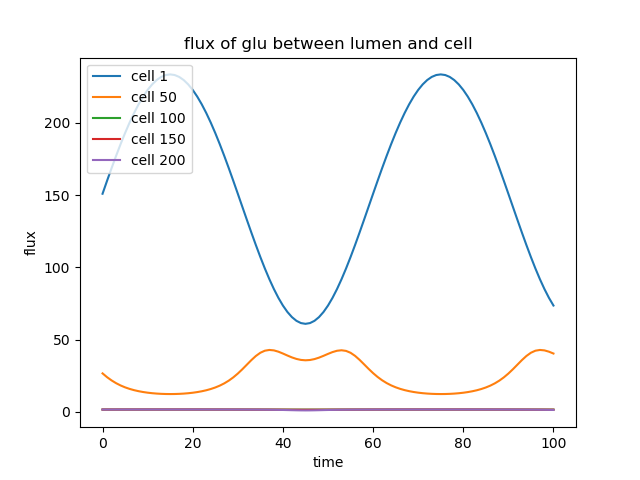 flux of glu between lumen and cell
cell 1
cell 50
cell 100
cell 150
cell 200
200
150
100
50
0
flux
0 20 40 60 80 100
time